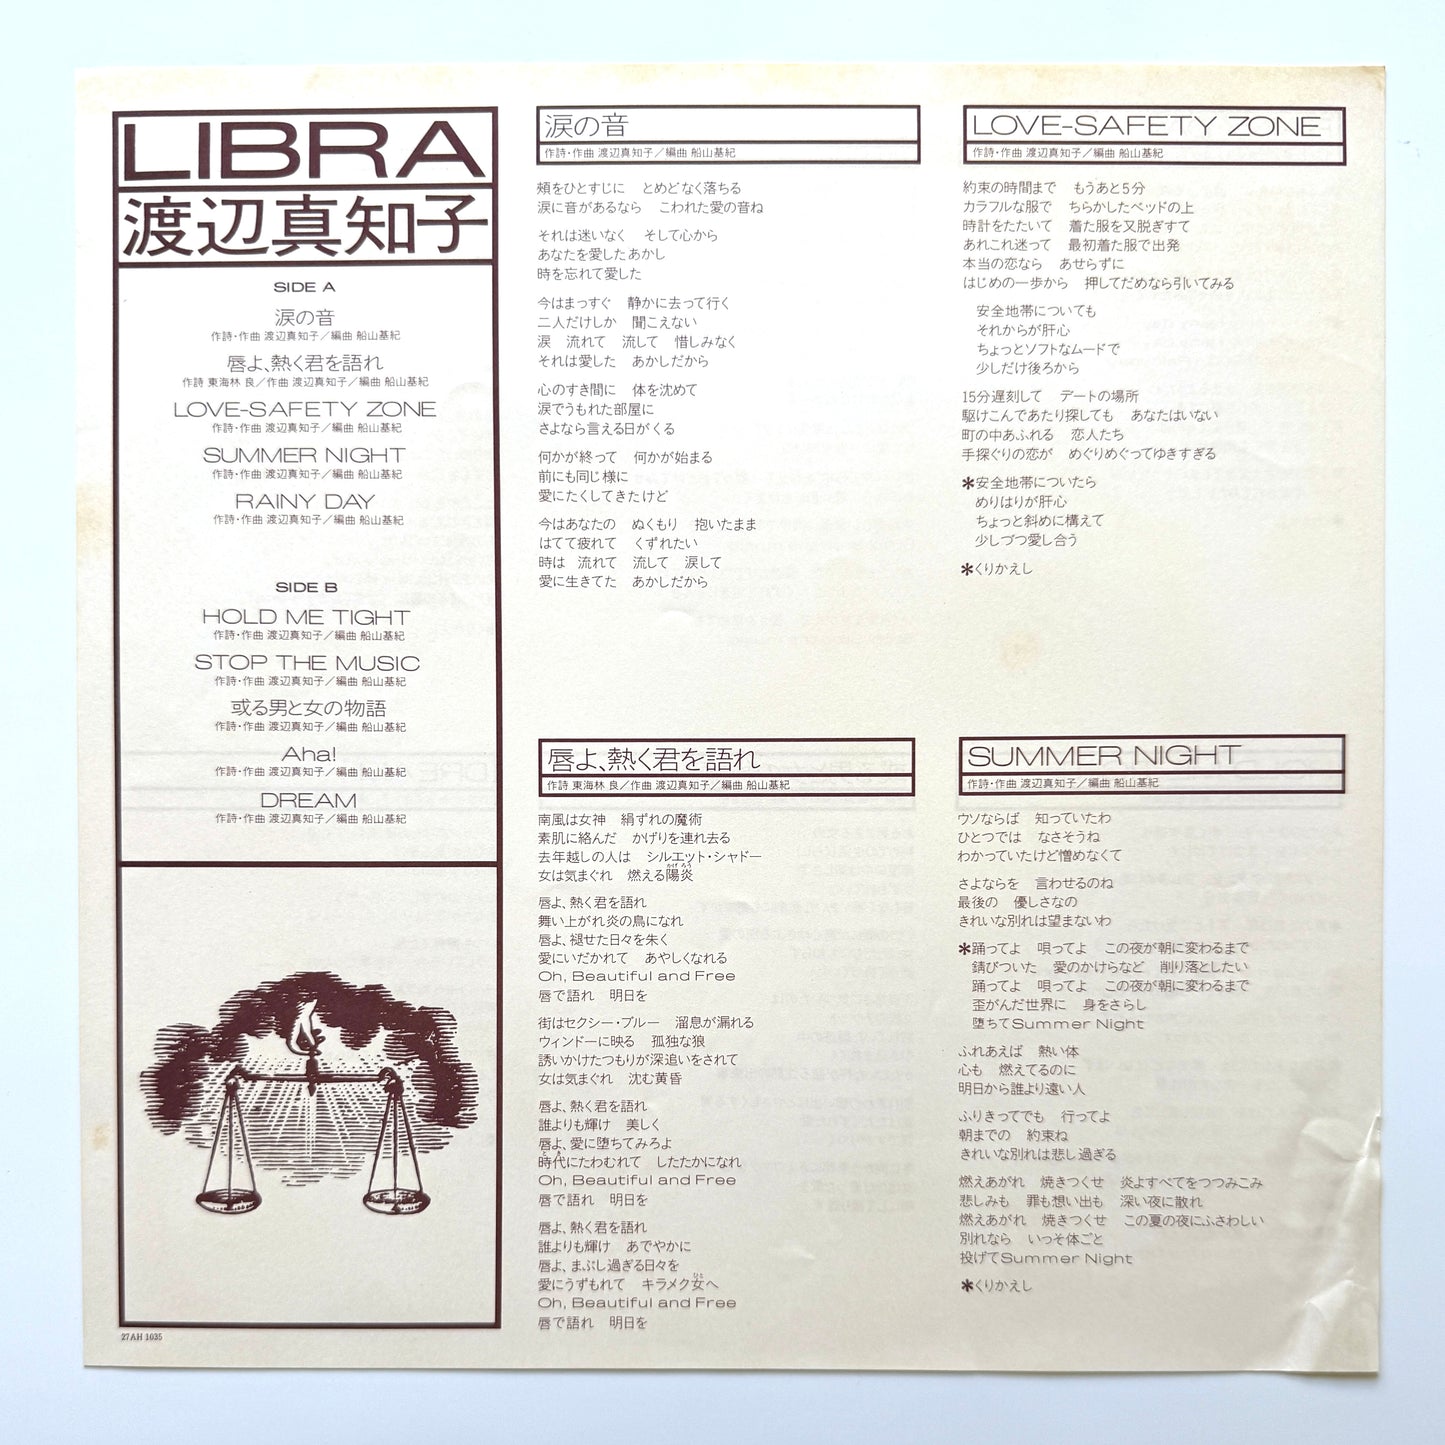 LIBRA
渡辺真知子
SIDE A
涙の音
作詩・作曲 渡辺真知子／編曲 船山基紀
唇よ、熱く君を語れ
作詩 東海林 良／作曲 渡辺真知子／編曲 船山基紀
LOVE-SAFETY ZONE
作詩・作曲 渡辺真知子／編曲 船山基紀
SUMMER NIGHT
作詩・作曲 渡辺真知子／編曲 船山基紀
RAINY DAY
作詩・作曲 渡辺真知子／編曲 船山基紀
SIDE B
HOLD ME TIGHT
作詩・作曲 渡辺真知子／編曲 船山基紀
STOP THE MUSIC
作詩・作曲 渡辺真知子／編曲 船山基紀
或る男と女の物語
作詩・作曲 渡辺真知子／編曲 船山基紀
Aha!
作詩・作曲 渡辺真知子／編曲 船山基紀
DREAM
作詩・作曲 渡辺真知子／編曲 船山基紀
27AH 1035
涙の音
作詩・作曲 渡辺真知子／編曲 船山基紀
頬をひとすじに　とめどなく落ちる
涙に音があるなら　こわれた愛の音ね
それは迷いなく　そして心から
あなたを愛したあかし
時を忘れて愛した
今はまっすぐ　静かに去って行く
二人だけしか　聞こえない
涙　流れて　流して　惜しみなく
それは愛した　あかしだから
心のすき間に　体を沈めて
涙でうもれた部屋に
さよなら言える日がくる
何かが終って　何かが始まる
前にも同じ様に
愛にたくしてきたけど
今はあなたの　ぬくもり　抱いたまま
はてて疲れて　くずれたい
時は　流れて　流して　涙して
愛に生きてた　あかしだから
唇よ、熱く君を語れ
作詩 東海林 良／作曲 渡辺真知子／編曲 船山基紀
南風は女神　絹ずれの魔術
素肌に絡んだ　かげりを連れ去る
去年越しの人は　シルエット・シャドー
女は気まぐれ　燃える陽炎
唇よ、熱く君を語れ
舞い上がれ炎の鳥になれ
唇よ、褪せた日々を朱く
愛にいだかれて　あやしくなれる
Oh, Beautiful and Free
唇で語れ　明日を
街はセクシー・ブルー　溜息が漏れる
ウィンドーに映る　孤独な狼
誘いかけたつもりが深追いをされて
女は気まぐれ　沈む黄昏
唇よ、熱く君を語れ
誰よりも輝け　美しく
唇よ、愛に堕ちてみろよ
時代にたわむれて　したたかになれ
Oh, Beautiful and Free
唇で語れ　明日を
唇よ、熱く君を語れ
誰よりも輝け　あでやかに
唇よ、まぶし過ぎる日々を
愛にうずもれて　キラメク女へ
Oh, Beautiful and Free
唇で語れ　明日を
LOVE-SAFETY ZONE
作詩・作曲 渡辺真知子／編曲 船山基紀
約束の時間まで　もうあと5分
カラフルな服で　ちらかしたベッドの上
時計をたたいて　着た服を又脱ぎすて
あれこれ迷って　最初着た服で出発
本当の恋なら　あせらずに
はじめの一歩から　押してだめなら引いてみる
安全地帯についても
それからが肝心
ちょっとソフトなムードで
少しだけ後ろから
15分遅刻して　デートの場所
駆けこんであたり探しても　あなたはいない
町の中あふれる　恋人たち
手探ぐりの恋が　めぐりめぐってゆきすぎる
＊安全地帯についたら
めりはりが肝心
ちょっと斜めに構えて
少しづつ愛し合う
＊くりかえし
SUMMER NIGHT
作詩・作曲 渡辺真知子／編曲 船山基紀
ウソならば　知っていたわ
ひとつでは　なさそうね
わかっていたけど憎めなくて
さよならを　言わせるのね
最後の　優しさなの
きれいな別れは望まないわ
＊踊ってよ　唄ってよ　この夜が朝に変わるまで
錆びついた　愛のかけらなど　削り落としたい
踊ってよ　唄ってよ　この夜が朝に変わるまで
歪がんだ世界に　身をさらし
堕ちてSummer Night
ふれあえば　熱い体
心も　燃えてるのに
明日から誰より遠い人
ふりきってでも　行ってよ
朝までの　約束ね
きれいな別れは悲し過ぎる
燃えあがれ　焼きつくせ　炎よすべてをつつみこみ
悲しみも　罪も想い出も　深い夜に散れ
燃えあがれ　焼きつくせ　この夏の夜にふさわしい
別れなら　いっそ体ごと
投げてSummer Night
＊くりかえし